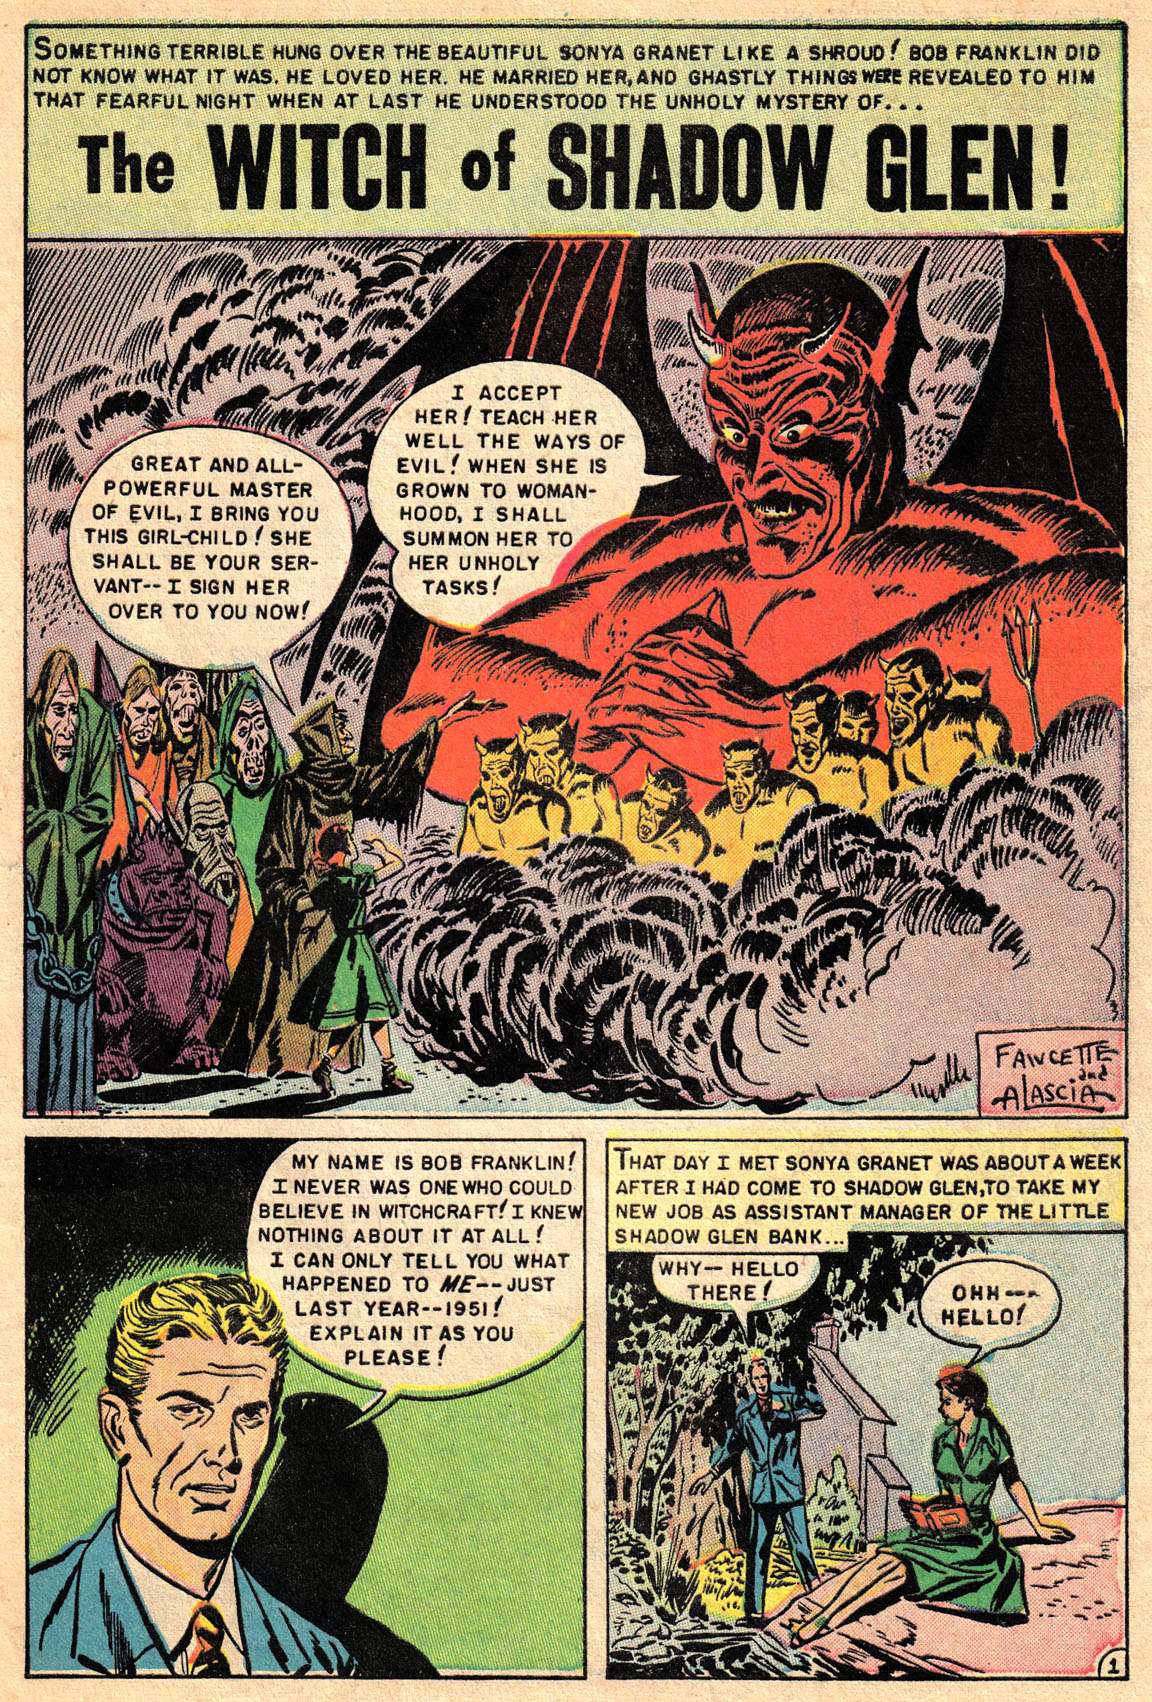 SOMETHING TERRIBLE HUNG OVER THE BEAUTIFUL SONYA GRANET LIKE A SHROUD! BOB FRANKLIN DID
NOT KNOW WHAT IT WAS. HE LOVED HER. HE MARRIED HER, AND GHASTLY THINGS WERE REVEALED TO HIM
THAT FEARFUL NIGHT WHEN AT LAST HE UNDERSTOOD THE UNHOLY MYSTERY OF...
The WITCH of SHADOW GLEN!
I ACCEPT
HER! TEACH HER
WELL THE WAYS OF
EVIL! WHEN SHE IS
GROWN TO WOMAN-
HOOD, I SHALL
SUMMON HER TO
HER UNHOLY
TASKS!
GREAT AND ALL-
POWERFUL MASTER
OF EVIL, I BRING YOU
THIS GIRL-CHILD! SHE
SHALL BE YOUR SER-
VANT-- I SIGN HER
OVER TO YOU NOW!
FAWCETTE
and
ALASCIA
MY NAME IS BOB FRANKLIN!
I NEVER WAS ONE WHO COULD
BELIEVE IN WITCHCRAFT! I KNEW
NOTHING ABOUT IT AT ALL!
I CAN ONLY TELL YOU WHAT
HAPPENED TO ME--JUST
LAST YEAR--1951!
EXPLAIN IT AS YOU
PLEASE!
THAT DAY I MET SONYA GRANET WAS ABOUT A WEEK
AFTER I HAD COME TO SHADOW GLEN, TO TAKE MY
NEW JOB AS ASSISTANT MANAGER OF THE LITTLE
SHADOW GLEN BANK...
WHY-- HELLO
THERE!
OHH ---
HELLO!
1